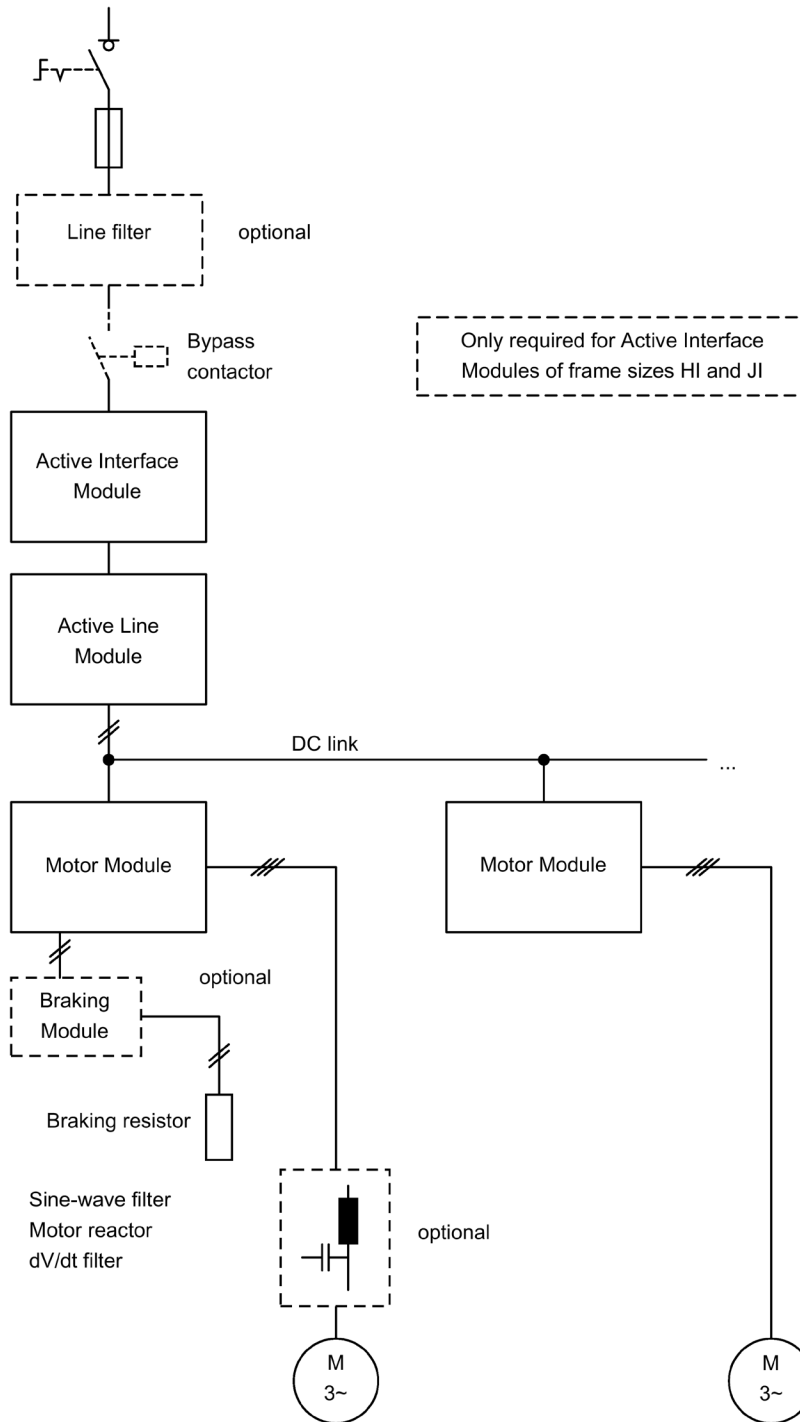 Line filter
optional
Bypass
contactor
Only required for Active Interface
Modules of frame sizes HI and JI
Active Interface
Module
Active Line
Module
DC link
...
Motor Module
Motor Module
optional
Braking
Module
Braking resistor
Sine-wave filter
Motor reactor
dV/dt filter
optional
M
3~
M
3~